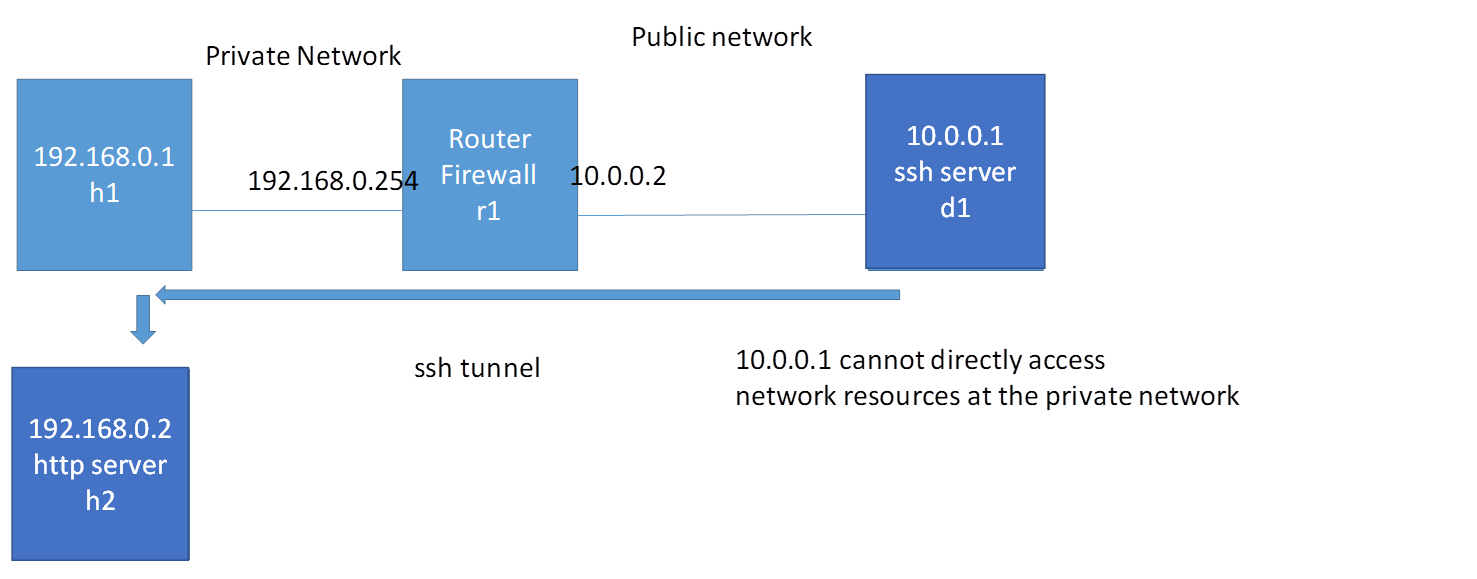 Private Network
Public network
192.168.0.1
h1
192.168.0.254
Router
Firewall
r1
10.0.0.2
10.0.0.1
ssh server
d1
ssh tunnel
10.0.0.1 cannot directly access
network resources at the private network
192.168.0.2
http server
h2